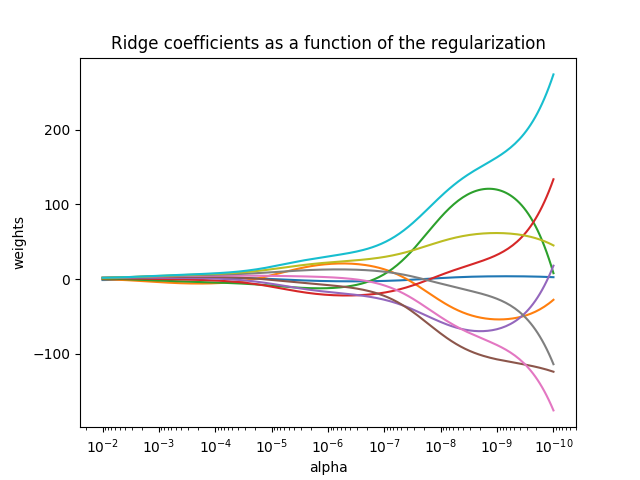 Ridge coefficients as a function of the regularization
weights
200
100
0
−100
10⁻² 10⁻³ 10⁻⁴ 10⁻⁵ 10⁻⁶ 10⁻⁷ 10⁻⁸ 10⁻⁹ 10⁻¹⁰
alpha